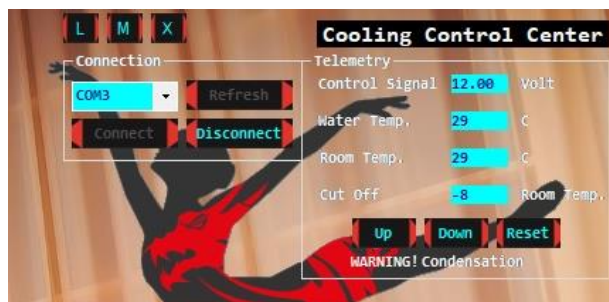 L M X
Cooling Control Center
Connection
COM3
Refresh
Connect
Disconnect
Telemetry
Control Signal 12.00 Volt
Water Temp. 29 C
Room Temp. 29 C
Cut Off -8 Room Temp.
Up Down Reset
WARNING! Condensation